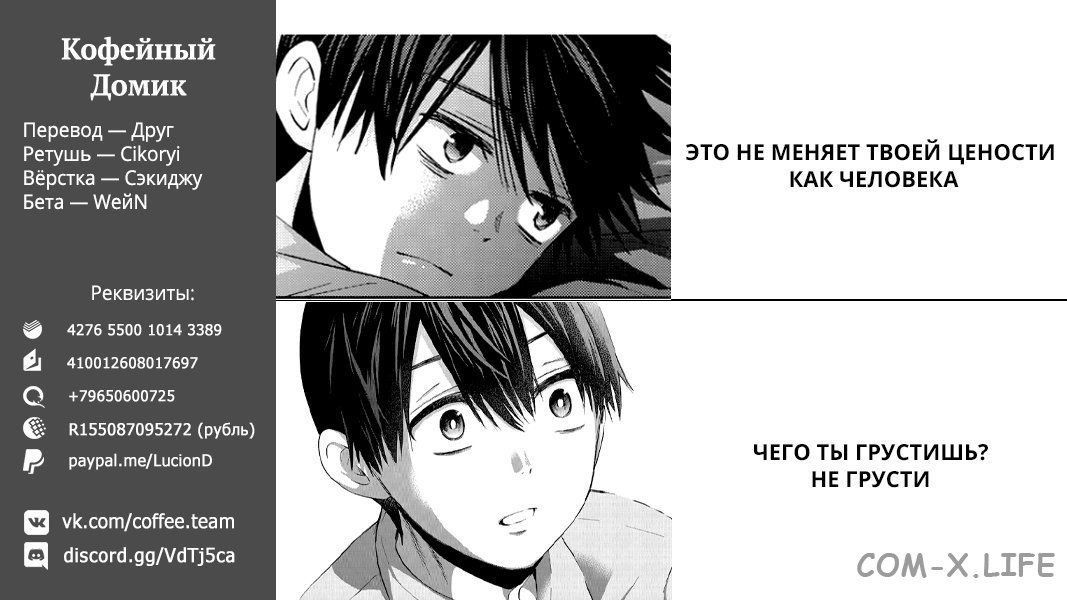 Кофейный
Домик
Перевод — Друг
Ретушь — Cikoryi
Вёрстка — Сэкиджу
Бета — WeйN
Реквизиты:
4276 5500 1014 3389
410012608017697
+79650600725
R155087095272 (рубль)
paypal.me/LucionD
vk.com/coffee.team
discord.gg/VdTj5ca
ЭТО НЕ МЕНЯЕТ ТВОЕЙ ЦЕНОСТИ
КАК ЧЕЛОВЕКА
ЧЕГО ТЫ ГРУСТИШЬ?
НЕ ГРУСТИ
COM-X.LIFE